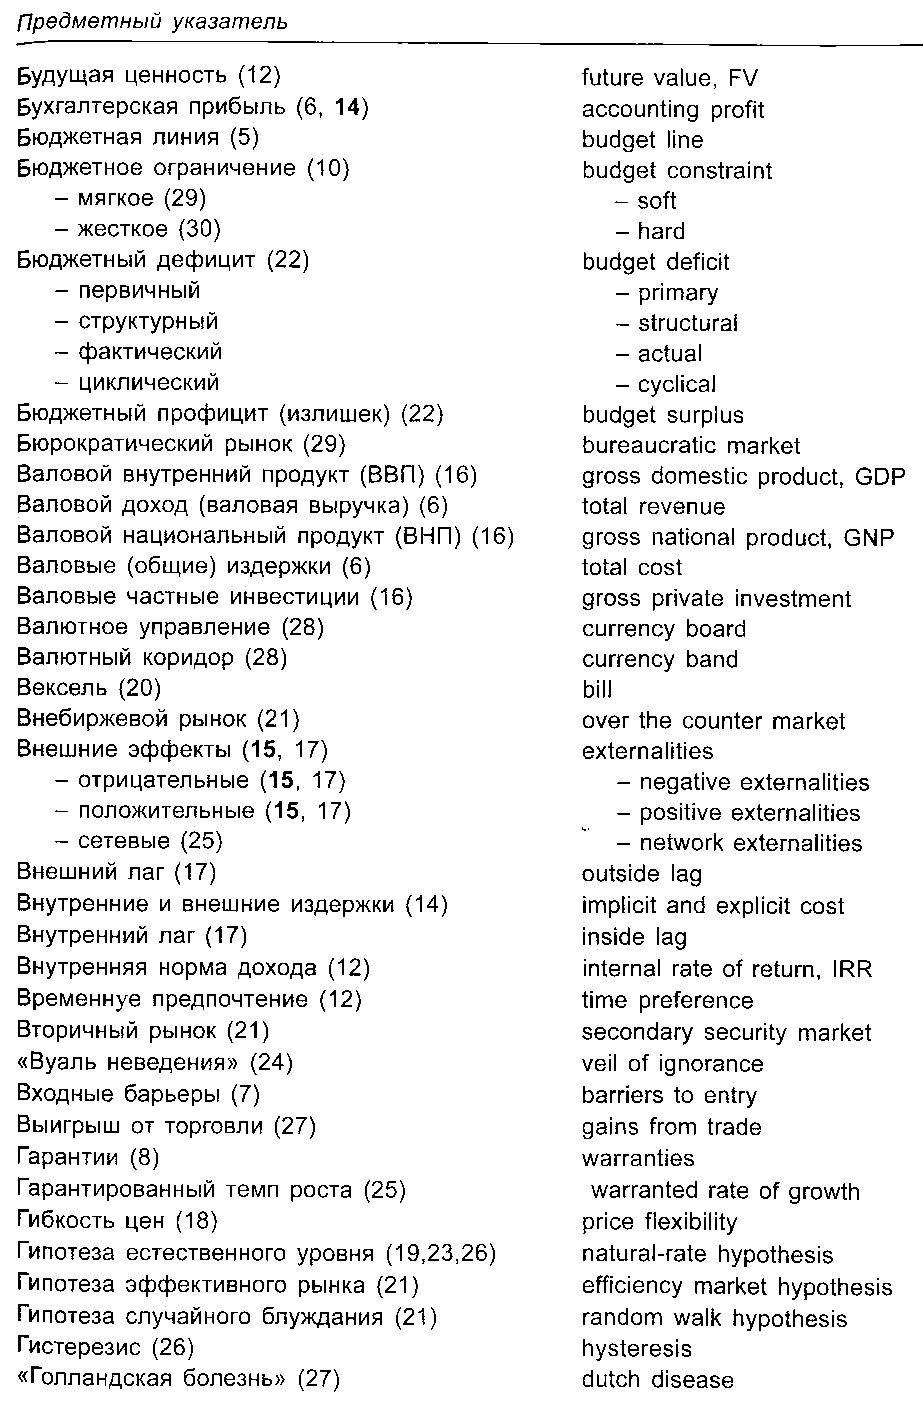 Предметный указатель
Будущая ценность (12) future value, FV
Бухгалтерская прибыль (6, 14) accounting profit
Бюджетная линия (5) budget line
Бюджетное ограничение (10) budget constraint
– мягкое (29) – soft
– жесткое (30) – hard
Бюджетный дефицит (22) budget deficit
– первичный – primary
– структурный – structural
– фактический – actual
– циклический – cyclical
Бюджетный профицит (излишек) (22) budget surplus
Бюрократический рынок (29) bureaucratic market
Валовой внутренний продукт (ВВП) (16) gross domestic product, GDP
Валовой доход (валовая выручка) (6) total revenue
Валовой национальный продукт (ВНП) (16) gross national product, GNP
Валовые (общие) издержки (6) total cost
Валовые частные инвестиции (16) gross private investment
Валютное управление (28) currency board
Валютный коридор (28) currency band
Вексель (20) bill
Внебиржевой рынок (21) over the counter market
Внешние эффекты (15, 17) externalities
– отрицательные (15, 17) – negative externalities
– положительные (15, 17) – positive externalities
– сетевые (25) – network externalities
Внешний лаг (17) outside lag
Внутренние и внешние издержки (14) implicit and explicit cost
Внутренний лаг (17) inside lag
Внутренняя норма дохода (12) internal rate of return, IRR
Временнуе предпочтение (12) time preference
Вторичный рынок (21) secondary security market
«Вуаль неведения» (24) veil of ignorance
Входные барьеры (7) barriers to entry
Выигрыш от торговли (27) gains from trade
Гарантии (8) warranties
Гарантированный темп роста (25) warranted rate of growth
Гибкость цен (18) price flexibility
Гипотеза естественного уровня (19,23,26) natural-rate hypothesis
Гипотеза эффективного рынка (21) efficiency market hypothesis
Гипотеза случайного блуждания (21) random walk hypothesis
Гистерезис (26) hysteresis
«Голландская болезнь» (27) dutch disease